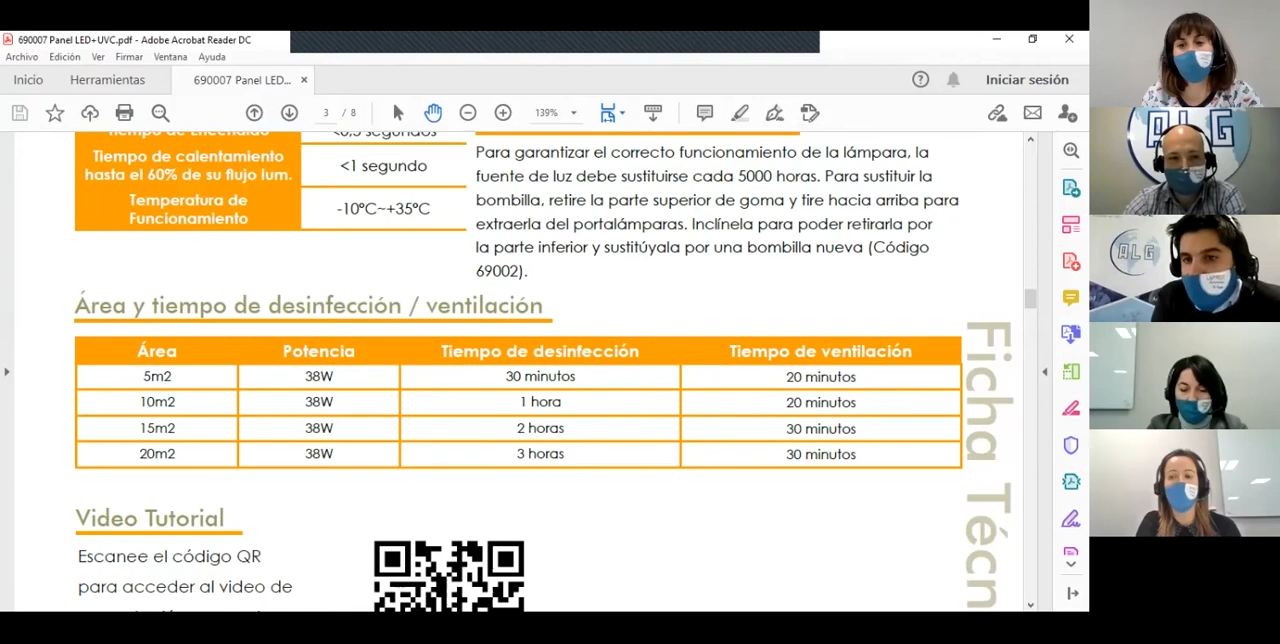 690007 Panel LED+UVC.pdf - Adobe Acrobat Reader DC
Archivo Edición Ver Firmar Ventana Ayuda
Inicio Herramientas 690007 Panel LED... × Iniciar sesión
3 / 8 139%
Tiempo de Encendido <0,5 segundos
Tiempo de calentamiento
hasta el 60% de su flujo lum.
<1 segundo
Temperatura de
Funcionamiento
-10ºC~+35ºC
Para garantizar el correcto funcionamiento de la lámpara, la
fuente de luz debe sustituirse cada 5000 horas. Para sustituir la
bombilla, retire la parte superior de goma y tire hacia arriba para
extraerla del portalámparas. Inclínela para poder retirarla por
la parte inferior y sustitúyala por una bombilla nueva (Código
69002).
Área y tiempo de desinfección / ventilación
Área Potencia Tiempo de desinfección Tiempo de ventilación
5m2 38W 30 minutos 20 minutos
10m2 38W 1 hora 20 minutos
15m2 38W 2 horas 30 minutos
20m2 38W 3 horas 30 minutos
Ficha Técn
Video Tutorial
Escanee el código QR
para acceder al video de
ALG
ALG